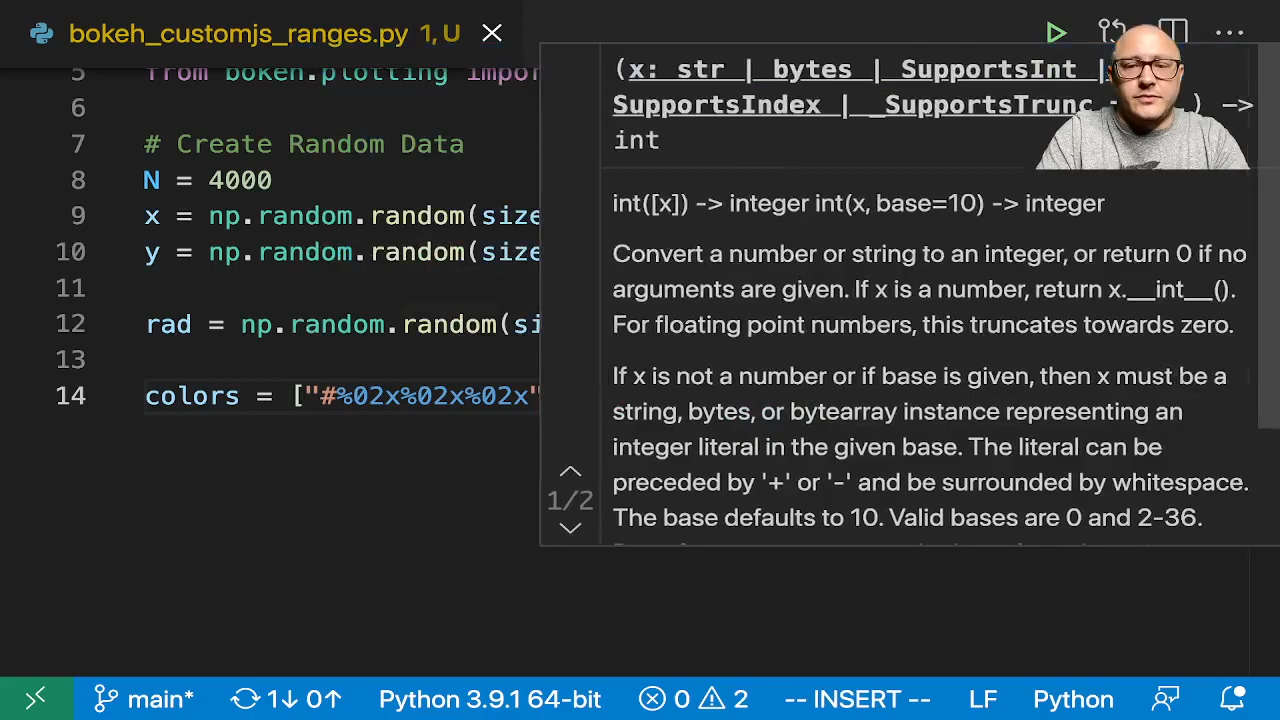 bokeh_customjs_ranges.py 1, U
5 from bokeh.plotting impor
6
7 # Create Random Data
8 N = 4000
9 x = np.random.random(size
10 y = np.random.random(size
11
12 rad = np.random.random(si
13
14 colors = ["#%02x%02x%02x"
(x: str | bytes | SupportsInt |
SupportsIndex | _SupportsTrunc ) ->
int
int([x]) -> integer int(x, base=10) -> integer
Convert a number or string to an integer, or return 0 if no
arguments are given. If x is a number, return x.__int__().
For floating point numbers, this truncates towards zero.
If x is not a number or if base is given, then x must be a
string, bytes, or bytearray instance representing an
integer literal in the given base. The literal can be
preceded by '+' or '-' and be surrounded by whitespace.
The base defaults to 10. Valid bases are 0 and 2-36.
1/2
main* 1↓ 0↑ Python 3.9.1 64-bit 0 2 -- INSERT -- LF Python